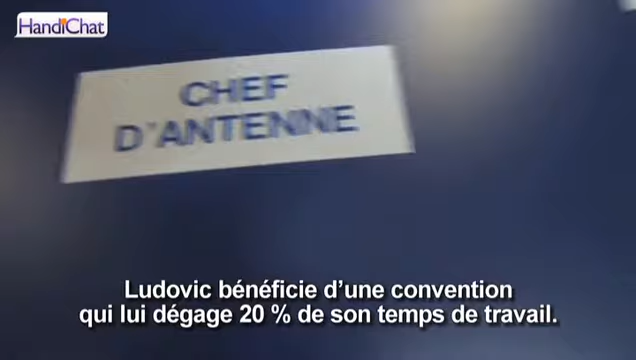 HandiChat
CHEF
D'ANTENNE
Ludovic bénéficie d'une convention
qui lui dégage 20 % de son temps de travail.